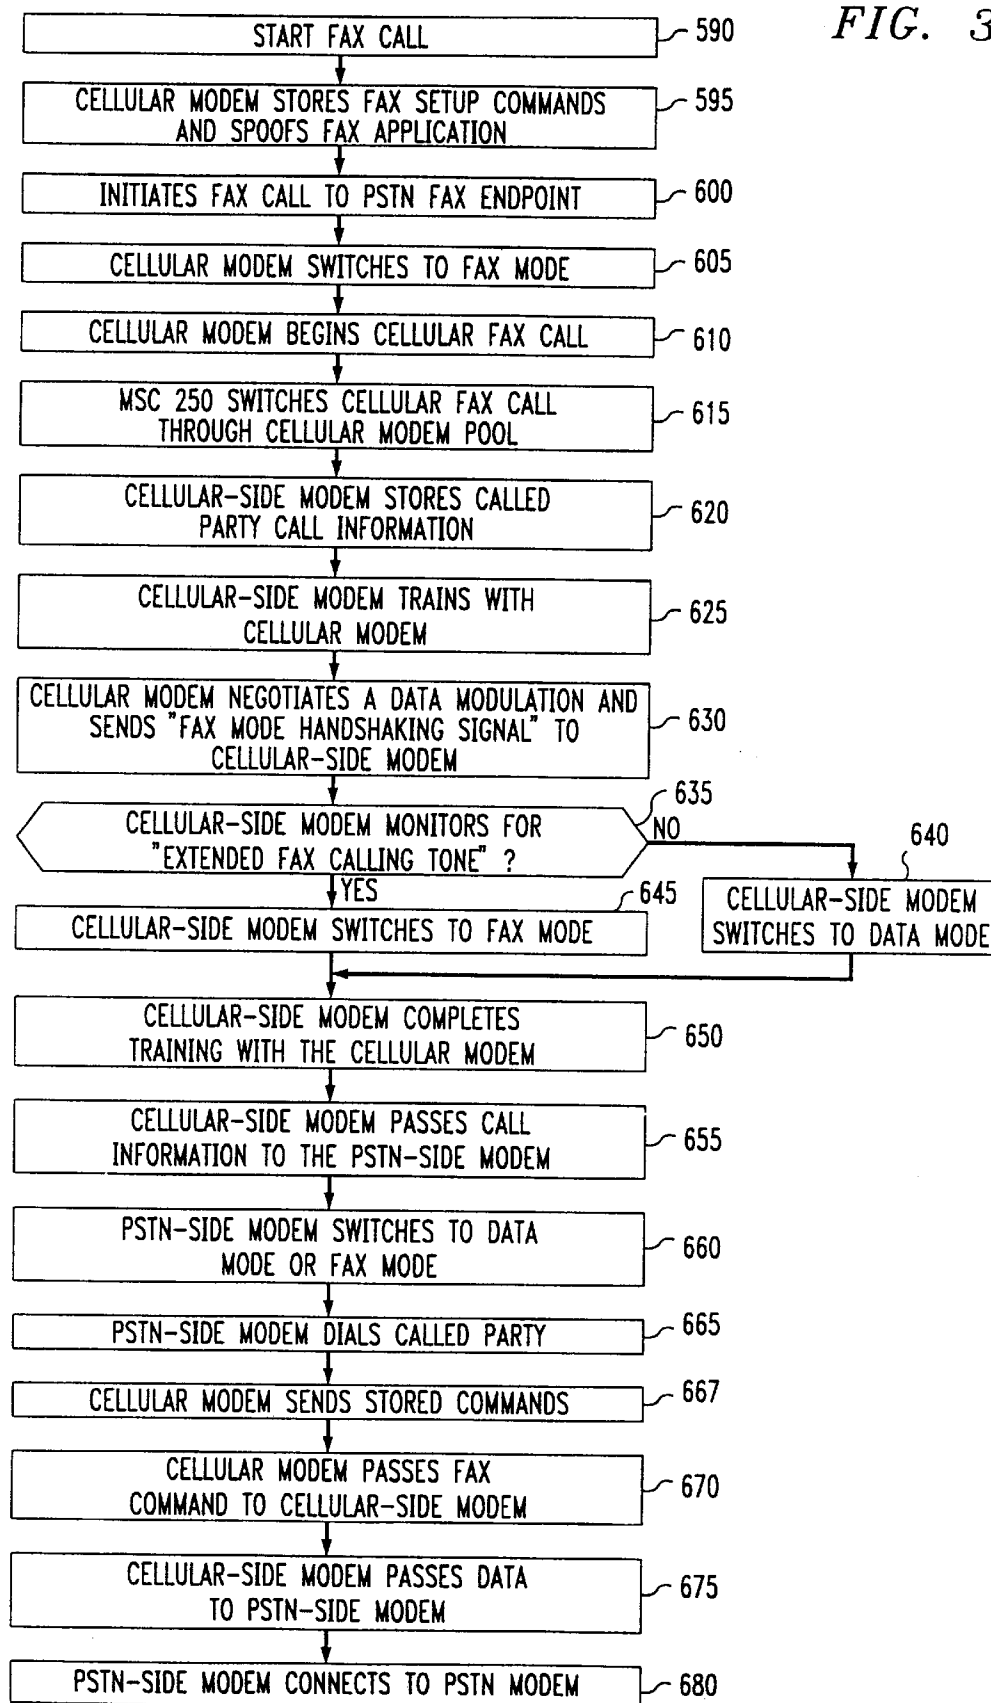 FIG. 3
START FAX CALL
590
CELLULAR MODEM STORES FAX SETUP COMMANDS
AND SPOOFS FAX APPLICATION
595
INITIATES FAX CALL TO PSTN FAX ENDPOINT
600
CELLULAR MODEM SWITCHES TO FAX MODE
605
CELLULAR MODEM BEGINS CELLULAR FAX CALL
610
MSC 250 SWITCHES CELLULAR FAX CALL
THROUGH CELLULAR MODEM POOL
615
CELLULAR-SIDE MODEM STORES CALLED
PARTY CALL INFORMATION
620
CELLULAR-SIDE MODEM TRAINS WITH
CELLULAR MODEM
625
CELLULAR MODEM NEGOTIATES A DATA MODULATION AND
SENDS "FAX MODE HANDSHAKING SIGNAL" TO
CELLULAR-SIDE MODEM
630
CELLULAR-SIDE MODEM MONITORS FOR
"EXTENDED FAX CALLING TONE" ?
635
NO
640
CELLULAR-SIDE MODEM
SWITCHES TO DATA MODE
YES
645
CELLULAR-SIDE MODEM SWITCHES TO FAX MODE
CELLULAR-SIDE MODEM COMPLETES
TRAINING WITH THE CELLULAR MODEM
650
CELLULAR-SIDE MODEM PASSES CALL
INFORMATION TO THE PSTN-SIDE MODEM
655
PSTN-SIDE MODEM SWITCHES TO DATA
MODE OR FAX MODE
660
PSTN-SIDE MODEM DIALS CALLED PARTY
665
CELLULAR MODEM SENDS STORED COMMANDS
667
CELLULAR MODEM PASSES FAX
COMMAND TO CELLULAR-SIDE MODEM
670
CELLULAR-SIDE MODEM PASSES DATA
TO PSTN-SIDE MODEM
675
PSTN-SIDE MODEM CONNECTS TO PSTN MODEM
680